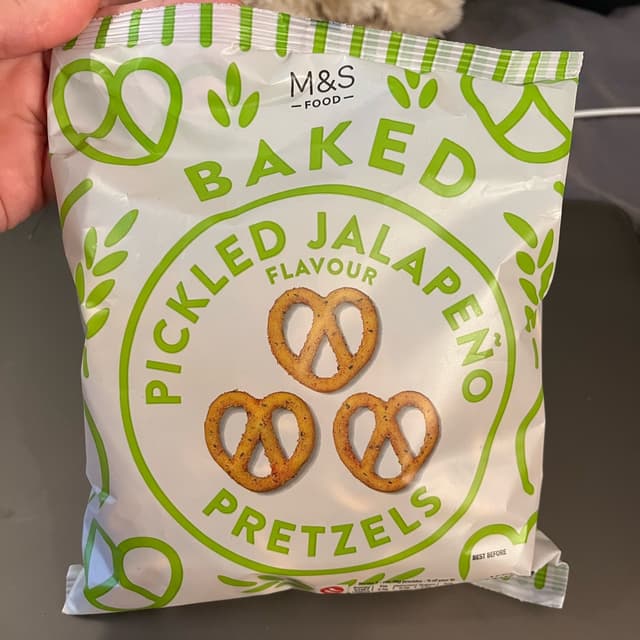 M&S
FOOD
BAKED
PICKLED JALAPEÑO
FLAVOUR
PRETZELS
BEST BEFORE